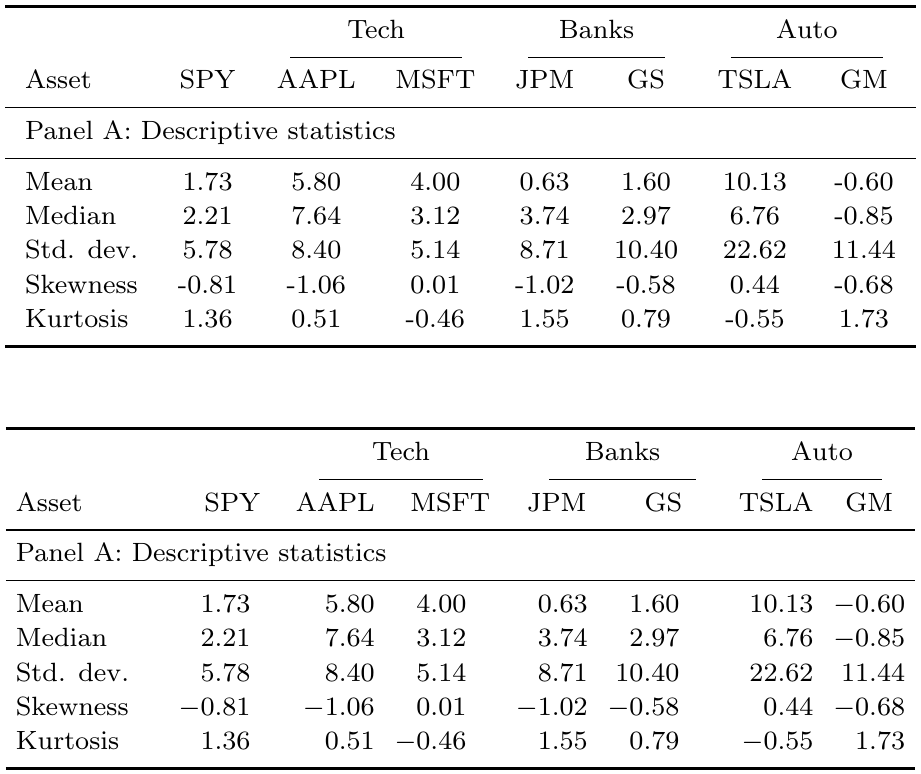 Tech Banks Auto
Asset SPY AAPL MSFT JPM GS TSLA GM
Panel A: Descriptive statistics
Mean 1.73 5.80 4.00 0.63 1.60 10.13 -0.60
Median 2.21 7.64 3.12 3.74 2.97 6.76 -0.85
Std. dev. 5.78 8.40 5.14 8.71 10.40 22.62 11.44
Skewness -0.81 -1.06 0.01 -1.02 -0.58 0.44 -0.68
Kurtosis 1.36 0.51 -0.46 1.55 0.79 -0.55 1.73
Tech Banks Auto
Asset SPY AAPL MSFT JPM GS TSLA GM
Panel A: Descriptive statistics
Mean 1.73 5.80 4.00 0.63 1.60 10.13 −0.60
Median 2.21 7.64 3.12 3.74 2.97 6.76 −0.85
Std. dev. 5.78 8.40 5.14 8.71 10.40 22.62 11.44
Skewness −0.81 −1.06 0.01 −1.02 −0.58 0.44 −0.68
Kurtosis 1.36 0.51 −0.46 1.55 0.79 −0.55 1.73